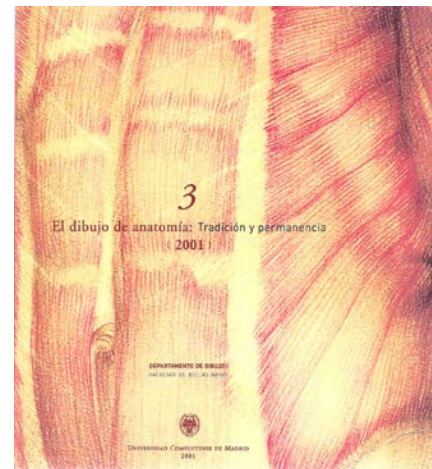 3
El dibujo de anatomía: Tradición y permanencia
( 2001 )
DEPARTAMENTO DE DIBUJO I
FACULTAD DE BELLAS ARTES
UNIVERSIDAD COMPLUTENSE DE MADRID
2001